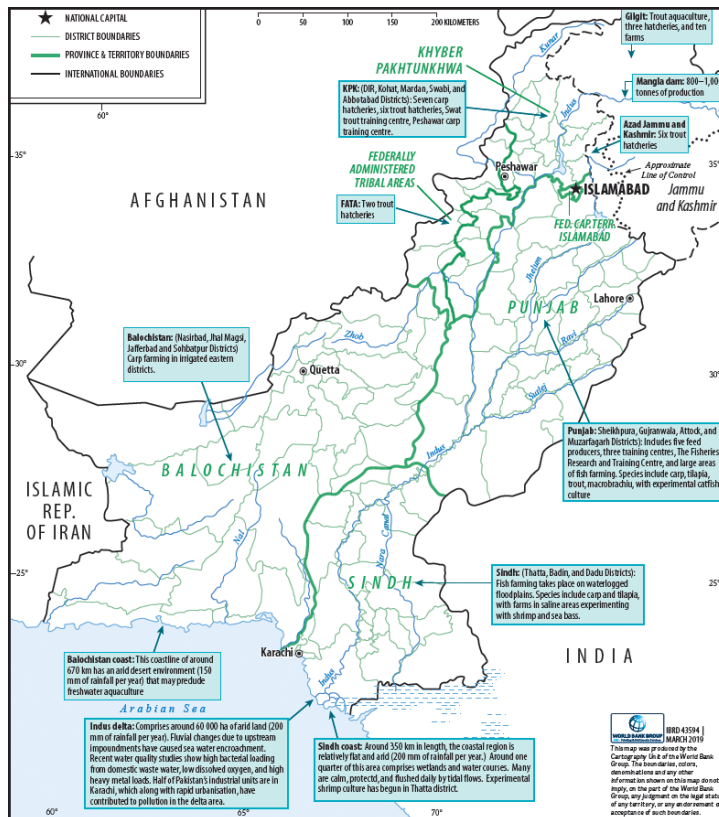 NATIONAL CAPITAL
DISTRICT BOUNDARIES
PROVINCE & TERRITORY BOUNDARIES
INTERNATIONAL BOUNDARIES
0 50 100 150 200 KILOMETERS
60°
Gilgit: Trout aquaculture,
three hatcheries, and ten
farms
Kunar
KHYBER
PAKHTUNKHWA
KPK: (DIR, Kohat, Mardan, Swabi, and
Abbotabad Districts): Seven carp
hatcheries, six trout hatcheries, Swat
trout training centre, Peshawar carp
training centre.
Indus
Mangla dam: 800–1,00
tonnes of production
Azad Jammu and
Kashmir: Six trout
hatcheries
35°
35°
FEDERALLY
ADMINISTERED
TRIBAL AREAS
Peshawar
Approximate
Line of Control
ISLAMABAD
Jammu
and Kashmir
AFGHANISTAN
FATA: Two trout
hatcheries
FED. CAP. TERR.
ISLAMABAD
Jhelum
PUNJAB
Lahore
Ravi
Sutlej
Zhob
Balochistan: (Nasirbad, Jhal Magsi,
Jafferbad and Sohbatpur Districts)
Carp farming in irrigated eastern
districts.
30°
30°
Quetta
Punjab: Sheikhpura, Gujranwala, Attock, and
Muzarfagarh Districts): Includes five feed
producers, three training centres, The Fisheries
Research and Training Centre, and large areas
of fish farming. Species include carp, tilapia,
trout, macrobrachiu, with experimental catfish
culture
Indus
BALOCHISTAN
ISLAMIC
REP.
OF IRAN
Nal
Nara Canal
SINDH
Sindh: (Thatta, Badin, and Dadu Districts):
Fish farming takes place on waterlogged
floodplains. Species include carp and tilapia,
with farms in saline areas experimenting
with shrimp and sea bass.
25°
25°
Karachi
Indus
INDIA
Balochistan coast: This coastline of around
670 km has an arid desert environment (150
mm of rainfall per year) that may preclude
freshwater aquaculture
Arabian Sea
Indus delta: Comprises around 60 000 ha of arid land (200
mm of rainfall per year). Fluvial changes due to upstream
impoundments have caused sea water encroachment.
Recent water quality studies show high bacterial loading
from domestic waste water, low dissolved oxygen, and high
heavy metal loads. Half of Pakistan's industrial units are in
Karachi, which along with rapid urbanisation, have
contributed to pollution in the delta area.
Sindh coast: Around 350 km in length, the coastal region is
relatively flat and arid (200 mm of rainfall per year.) Around one
quarter of this area comprises wetlands and water courses. Many
are calm, protectd, and flushed daily by tidal flows. Experimental
shrimp culture has begun in Thatta district.
WORLD BANK GROUP
IBRD 43594 |
MARCH 2019
This map was produced by the
Cartography Unit of the World Bank
Group. The boundaries, colors,
denominations and any other
information shown on this map do not
imply, on the part of the World Bank
Group, any judgment on the legal status
of any territory, or any endorsement or
acceptance of such boundaries.
60°
65°
70°